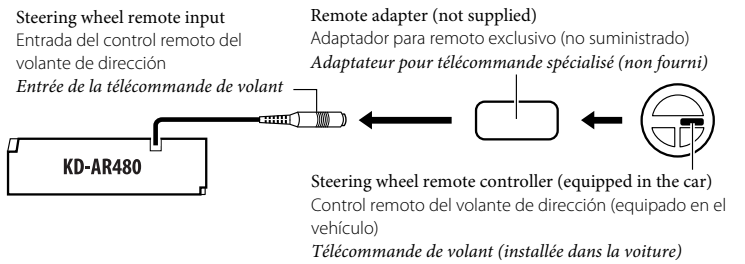 Steering wheel remote input
Entrada del control remoto del
volante de dirección
Entrée de la télécommande de volant
Remote adapter (not supplied)
Adaptador para remoto exclusivo (no suministrado)
Adaptateur pour télécommande spécialisé (non fourni)
KD-AR480
Steering wheel remote controller (equipped in the car)
Control remoto del volante de dirección (equipado en el
vehículo)
Télécommande de volant (installée dans la voiture)